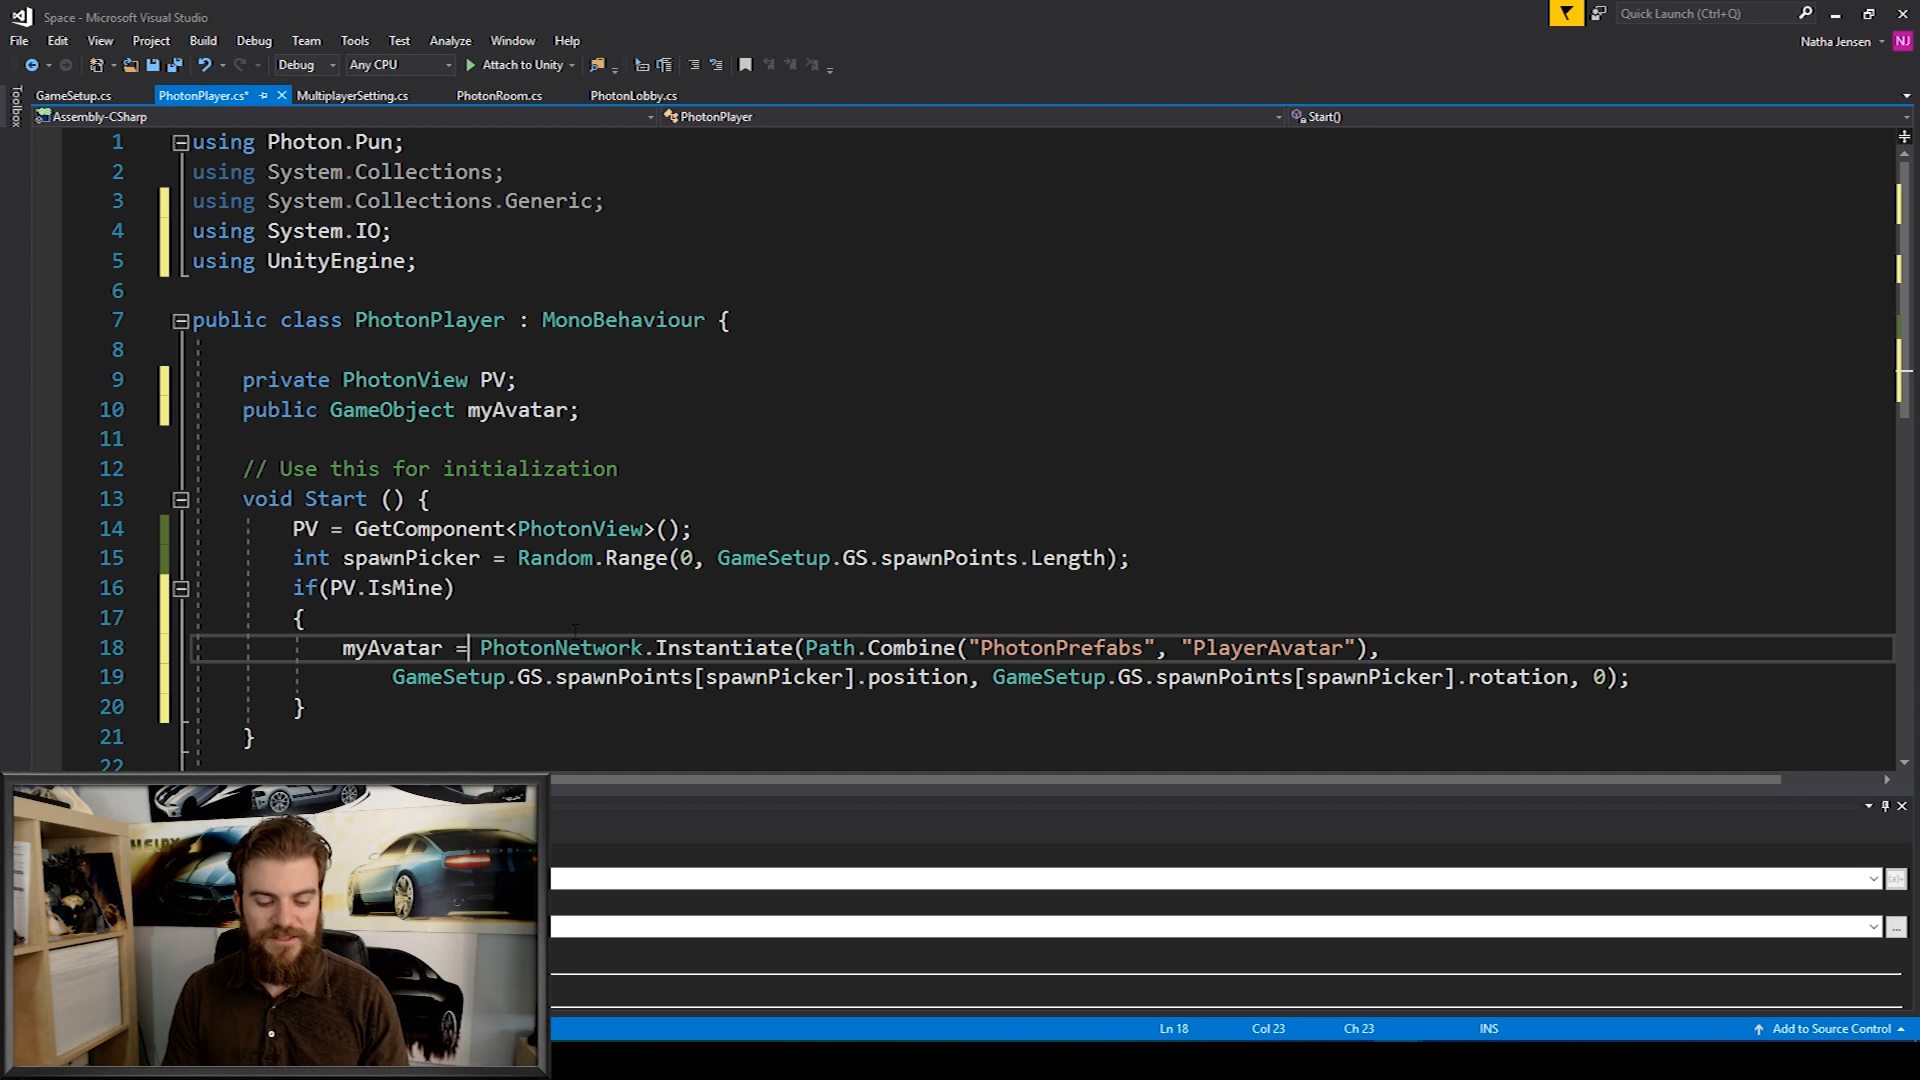 Space - Microsoft Visual Studio
Quick Launch (Ctrl+Q)
File Edit View Project Build Debug Team Tools Test Analyze Window Help
Natha Jensen NJ
Debug Any CPU Attach to Unity
Toolbox
GameSetup.cs PhotonPlayer.cs* MultiplayerSetting.cs PhotonRoom.cs PhotonLobby.cs
Assembly-CSharp PhotonPlayer Start()
1 using Photon.Pun;
2 using System.Collections;
3 using System.Collections.Generic;
4 using System.IO;
5 using UnityEngine;
6
7 public class PhotonPlayer : MonoBehaviour {
8
9 private PhotonView PV;
10 public GameObject myAvatar;
11
12 // Use this for initialization
13 void Start () {
14 PV = GetComponent<PhotonView>();
15 int spawnPicker = Random.Range(0, GameSetup.GS.spawnPoints.Length);
16 if(PV.IsMine)
17 {
18 myAvatar = PhotonNetwork.Instantiate(Path.Combine("PhotonPrefabs", "PlayerAvatar"),
19 GameSetup.GS.spawnPoints[spawnPicker].position, GameSetup.GS.spawnPoints[spawnPicker].rotation, 0);
20 }
21 }
22
...
Ln 18 Col 23 Ch 23 INS Add to Source Control